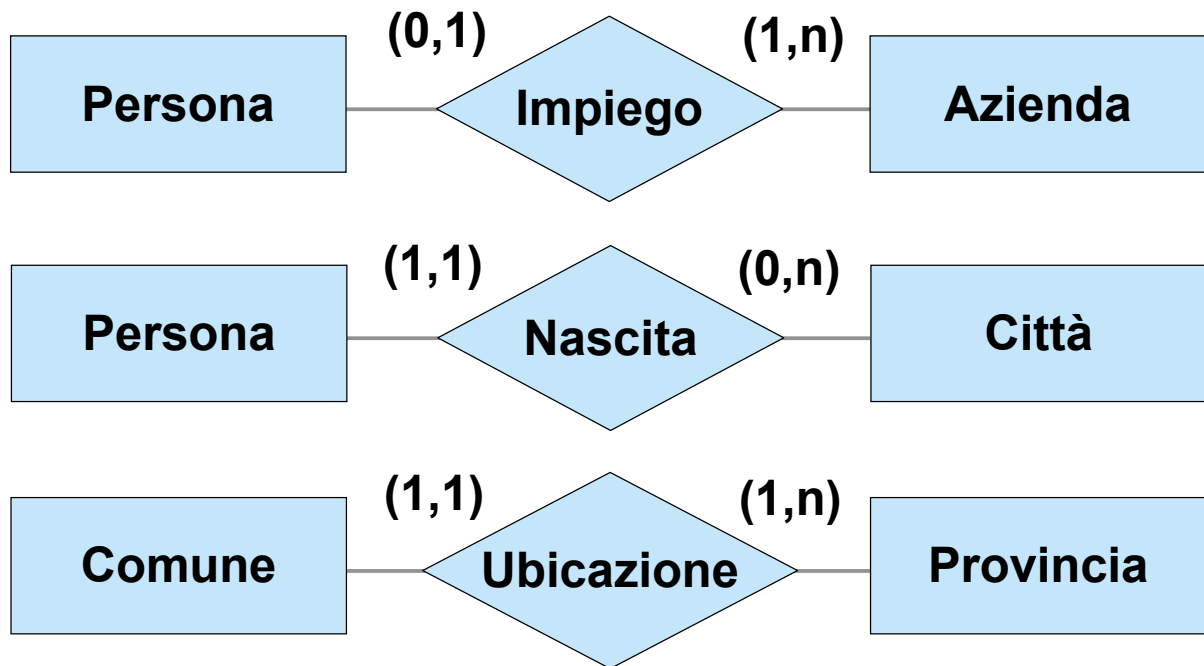 (0,1) (1,n)
Persona Impiego Azienda
(1,1) (0,n)
Persona Nascita Città
(1,1) (1,n)
Comune Ubicazione Provincia